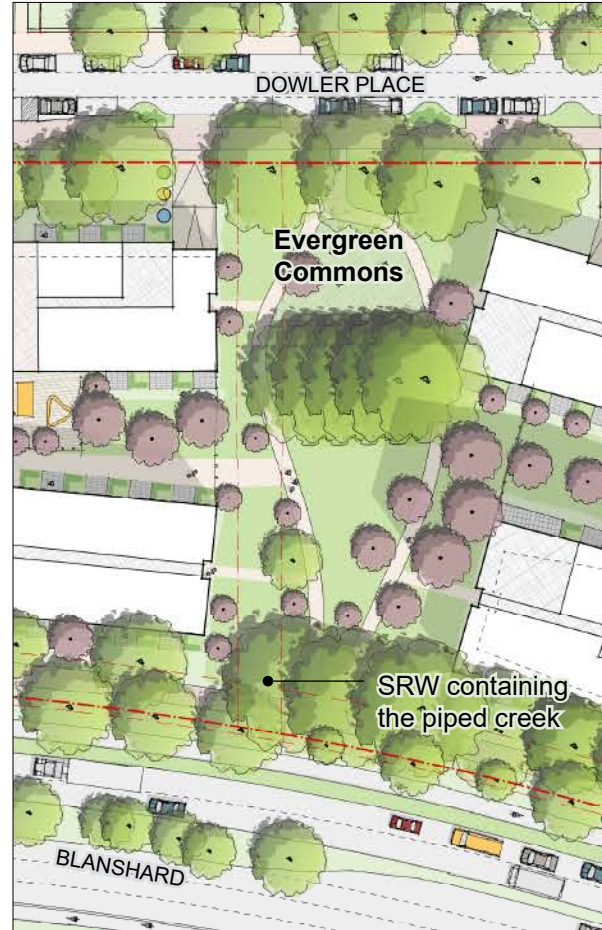 DOWLER PLACE
Evergreen
Commons
SRW containing
the piped creek
BLANSHARD